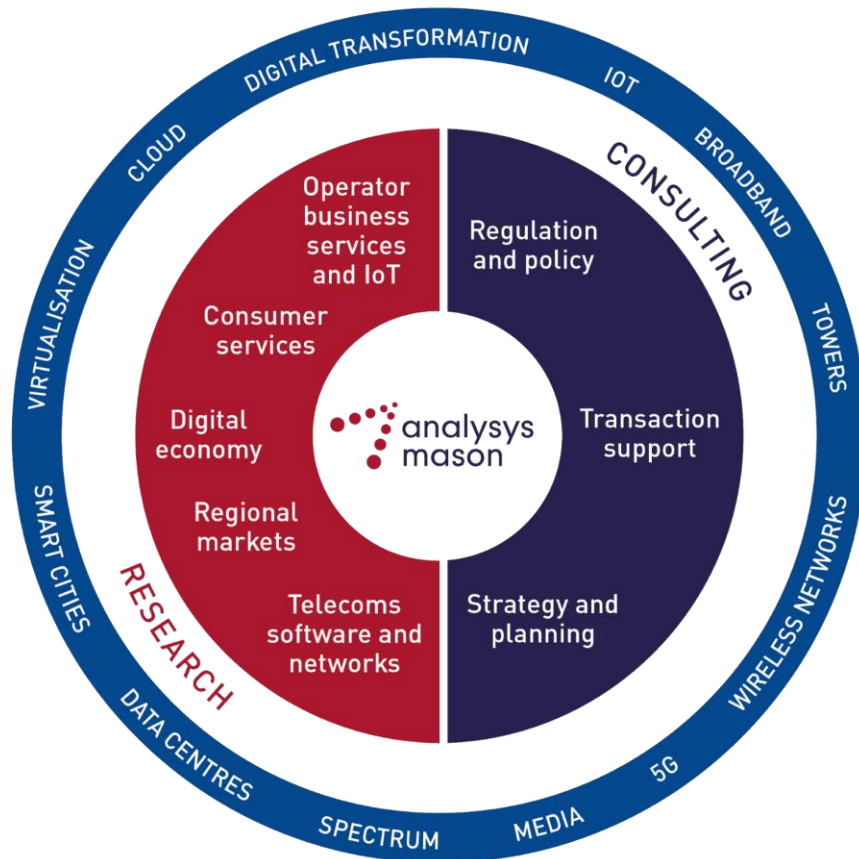 DIGITAL TRANSFORMATION
IOT
BROADBAND
TOWERS
WIRELESS NETWORKS
5G
MEDIA
SPECTRUM
DATA CENTRES
SMART CITIES
VIRTUALISATION
CLOUD
CONSULTING
RESEARCH
Operator
business
services
and IoT
Consumer
services
Digital
economy
Regional
markets
Telecoms
software and
networks
Regulation
and policy
Transaction
support
Strategy and
planning
analysys
mason